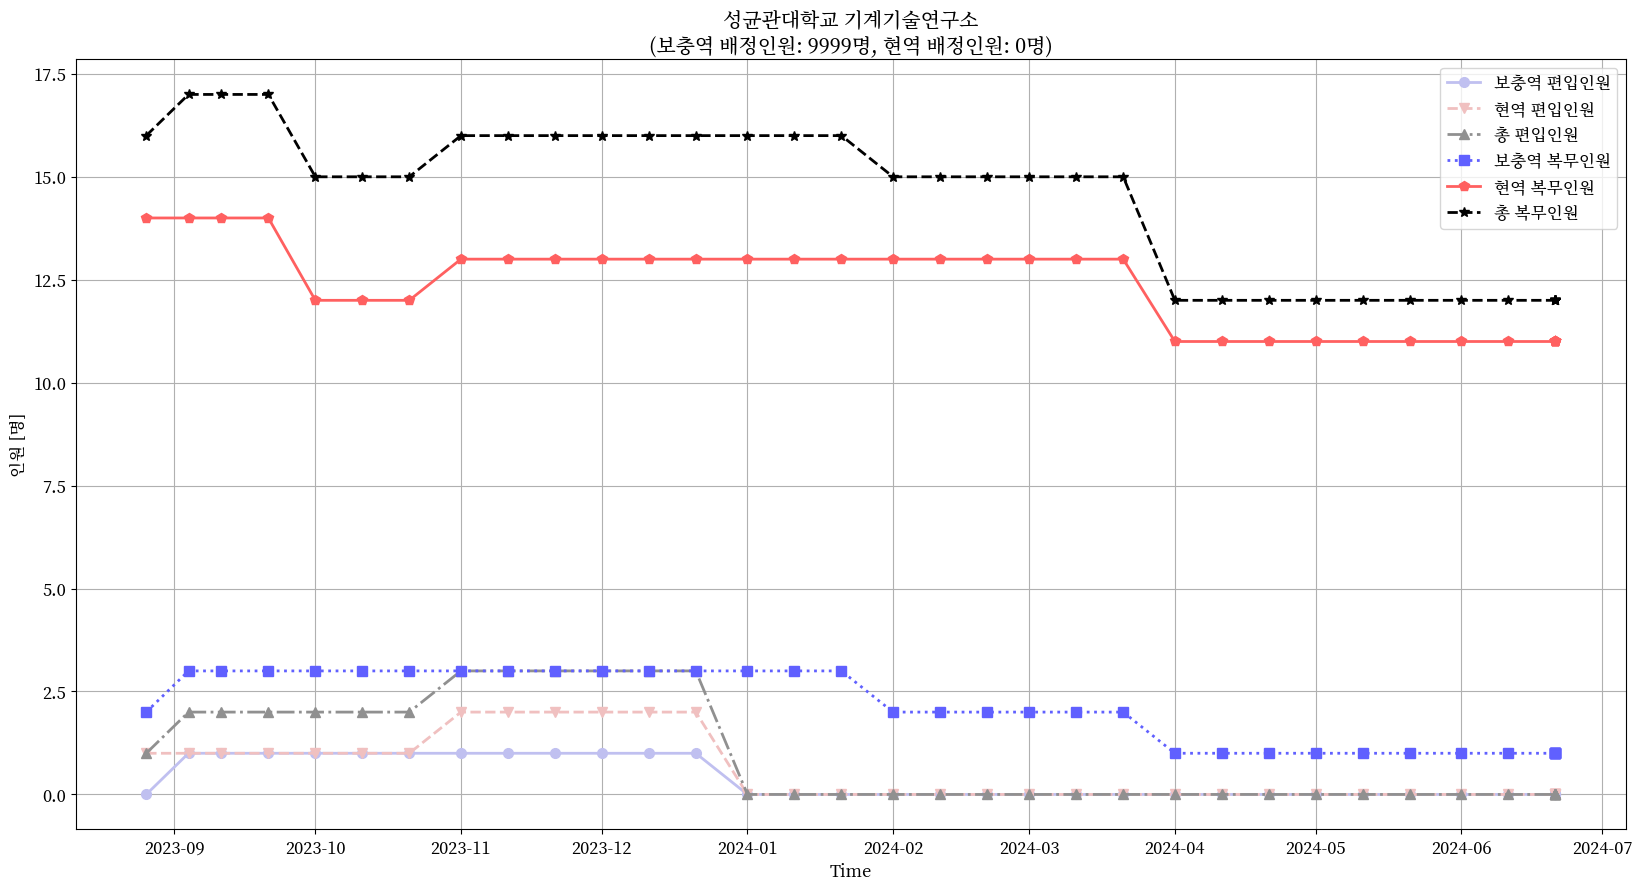 성균관대학교 기계기술연구소
(보충역 배정인원: 9999명, 현역 배정인원: 0명)
17.5
15.0
12.5
10.0
7.5
5.0
2.5
0.0
인원 [명]
보충역 편입인원
현역 편입인원
총 편입인원
보충역 복무인원
현역 복무인원
총 복무인원
2023-09
2023-10
2023-11
2023-12
2024-01
2024-02
2024-03
2024-04
2024-05
2024-06
2024-07
Time